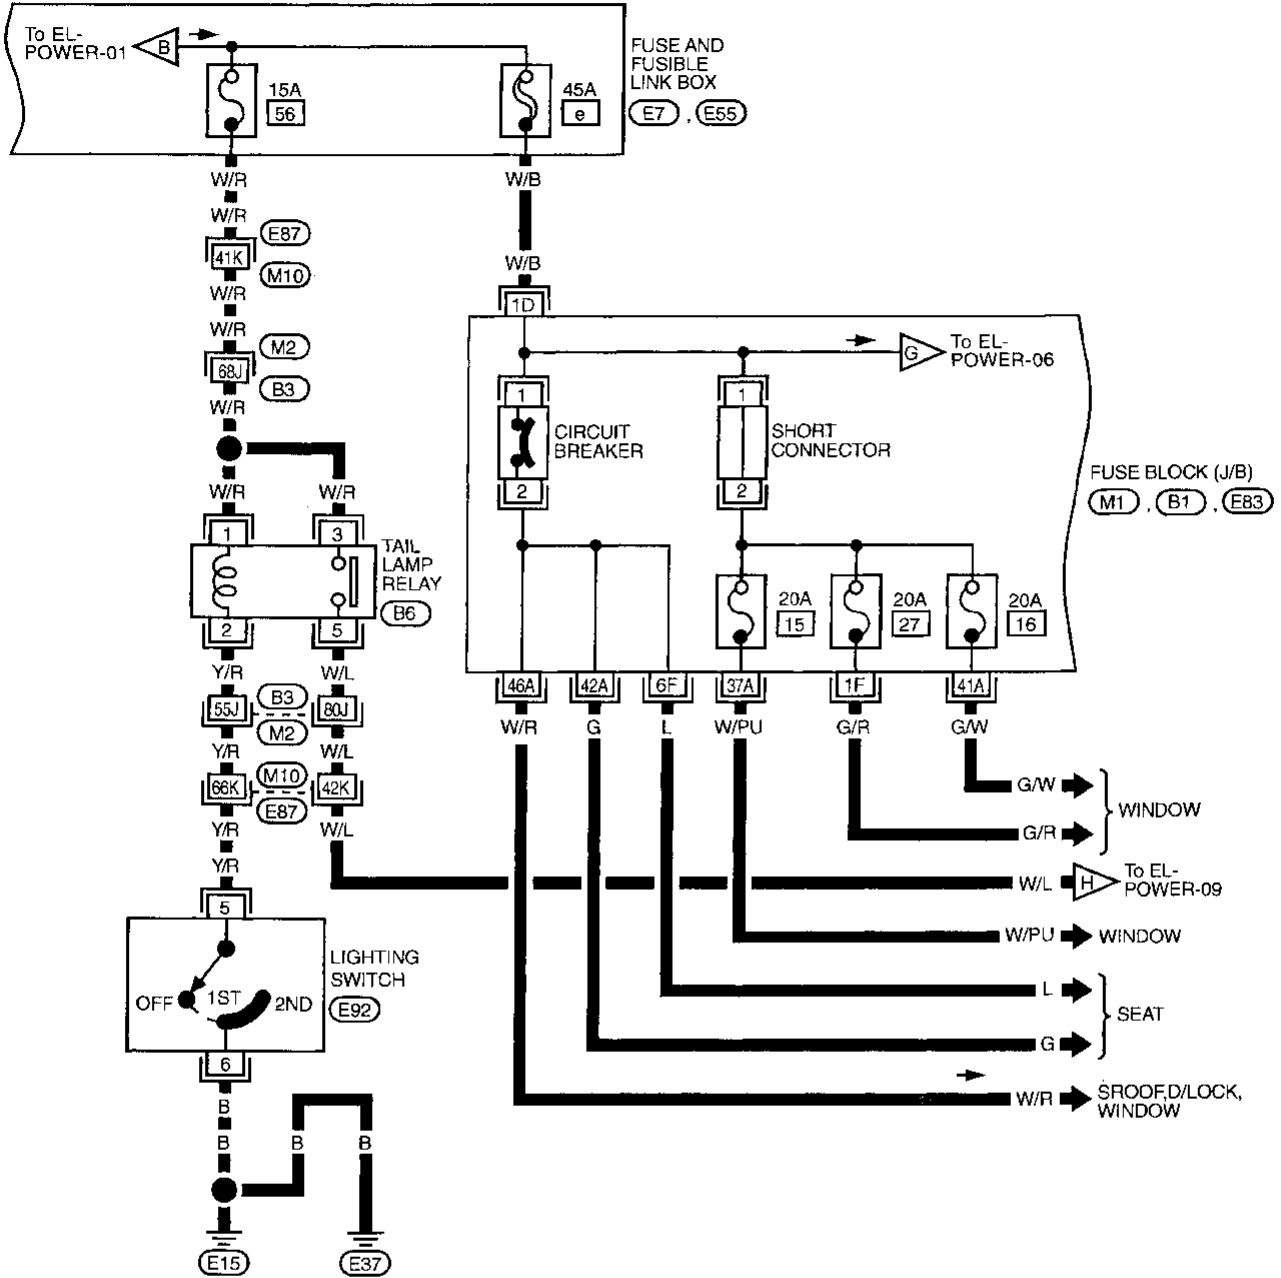 To EL-
POWER-01
B
15A
56
45A
e
FUSE AND
FUSIBLE
LINK BOX
E7 , E55
W/R
W/B
W/R
E87
41K
M10
W/B
1D
W/R
W/R
M2
68J
B3
W/R
G
To EL-
POWER-06
1
CIRCUIT
BREAKER
2
1
SHORT
CONNECTOR
2
FUSE BLOCK (J/B)
M1 , B1 , E83
W/R
W/R
1
3
TAIL
LAMP
RELAY
B6
2
5
20A
15
20A
27
20A
16
Y/R
W/L
46A
42A
6F
37A
1F
41A
55J
B3
80J
M2
W/R
G
L
W/PU
G/R
G/W
Y/R
W/L
66K
M10
42K
E87
G/W
G/R
WINDOW
Y/R
W/L
Y/R
W/L
H
To EL-
POWER-09
5
W/PU
WINDOW
LIGHTING
SWITCH
E92
OFF
1ST
2ND
6
L
G
SEAT
W/R
SROOF,D/LOCK,
WINDOW
B
B
B
B
E15
E37